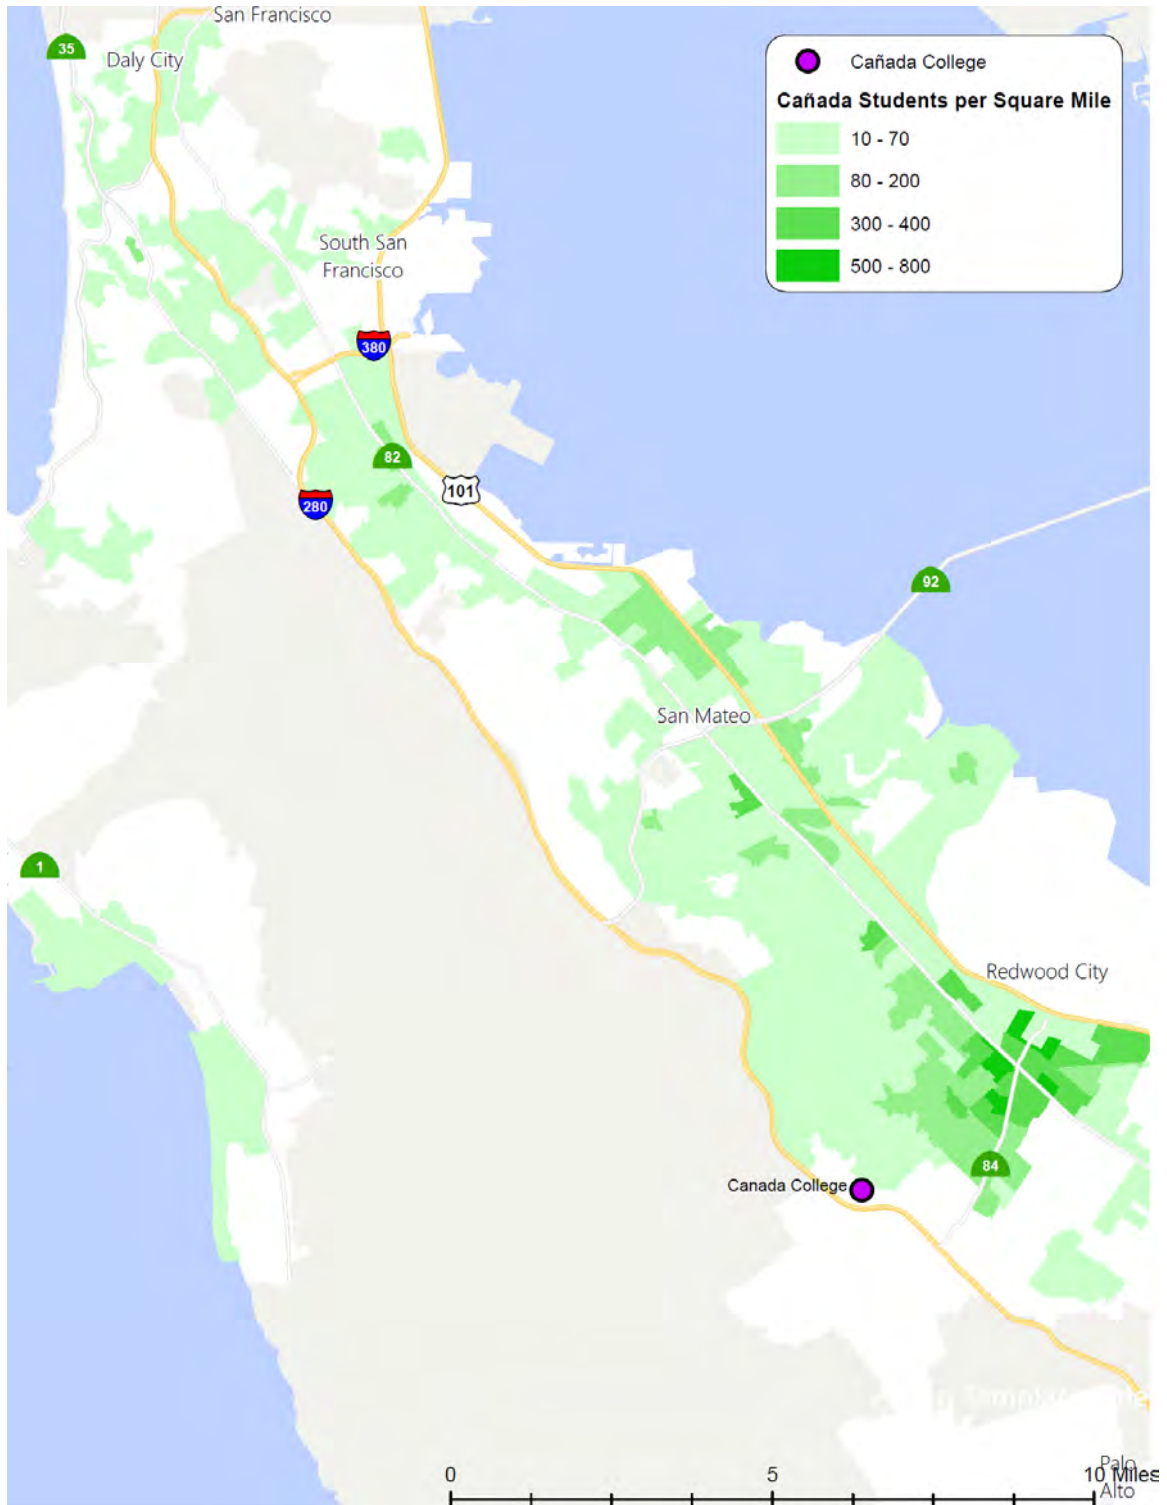 San Francisco
35
Daly City
Cañada College
Cañada Students per Square Mile
10 - 70
80 - 200
300 - 400
500 - 800
South San
Francisco
380
82
101
280
92
San Mateo
1
Redwood City
84
Canada College
0
5
10 Miles
Palo
Alto